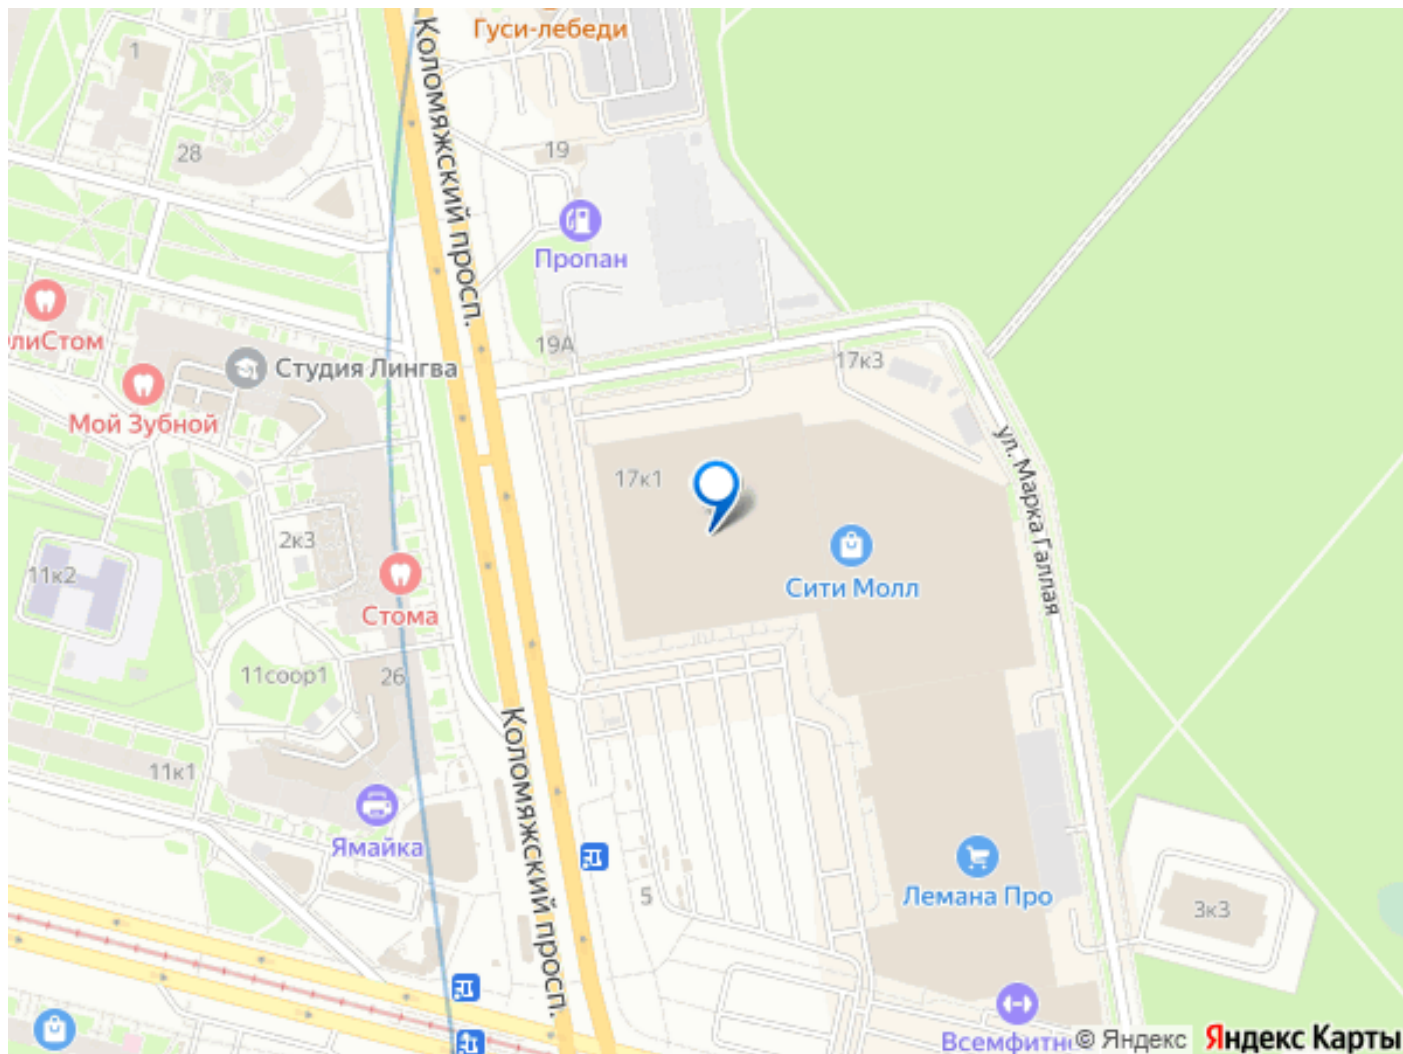 Гуси-лебеди
1
Коломяжский просп.
28
19
Пропан
19А
17к3
лиСтом
Студия Лингва
Мой Зубной
ул. Марка Галлая
17к1
2к3
11к2
Сити Молл
Стома
11соор1
26
Коломяжский просп.
11к1
Ямайка
5
Лемана Про
3к3
Всемфитн
© Яндекс
Яндекс Карты